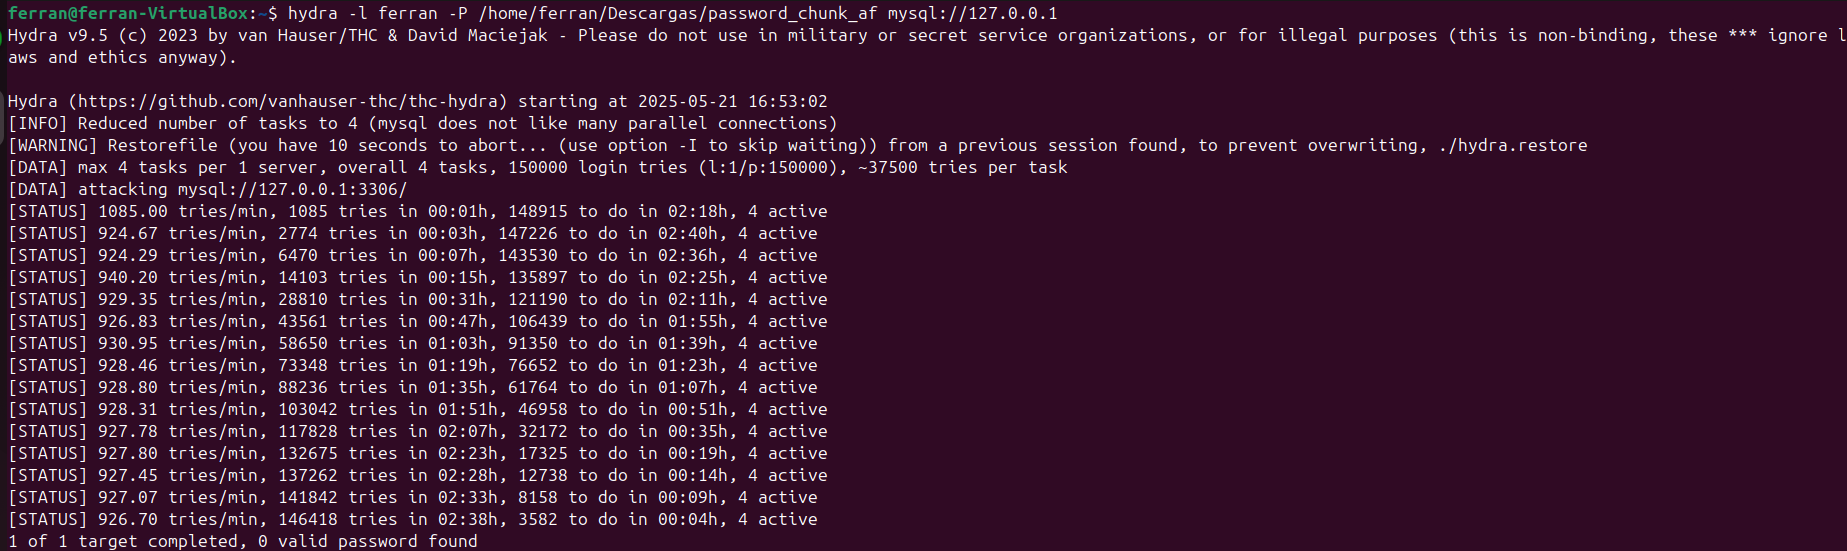 ferran@ferran-VirtualBox:~$ hydra -l ferran -P /home/ferran/Descargas/password_chunk_af mysql://127.0.0.1
Hydra v9.5 (c) 2023 by van Hauser/THC & David Maciejak - Please do not use in military or secret service organizations, or for illegal purposes (this is non-binding, these *** ignore l
aws and ethics anyway).

Hydra (https://github.com/vanhauser-thc/thc-hydra) starting at 2025-05-21 16:53:02
[INFO] Reduced number of tasks to 4 (mysql does not like many parallel connections)
[WARNING] Restorefile (you have 10 seconds to abort... (use option -I to skip waiting)) from a previous session found, to prevent overwriting, ./hydra.restore
[DATA] max 4 tasks per 1 server, overall 4 tasks, 150000 login tries (l:1/p:150000), ~37500 tries per task
[DATA] attacking mysql://127.0.0.1:3306/
[STATUS] 1085.00 tries/min, 1085 tries in 00:01h, 148915 to do in 02:18h, 4 active
[STATUS] 924.67 tries/min, 2774 tries in 00:03h, 147226 to do in 02:40h, 4 active
[STATUS] 924.29 tries/min, 6470 tries in 00:07h, 143530 to do in 02:36h, 4 active
[STATUS] 940.20 tries/min, 14103 tries in 00:15h, 135897 to do in 02:25h, 4 active
[STATUS] 929.35 tries/min, 28810 tries in 00:31h, 121190 to do in 02:11h, 4 active
[STATUS] 926.83 tries/min, 43561 tries in 00:47h, 106439 to do in 01:55h, 4 active
[STATUS] 930.95 tries/min, 58650 tries in 01:03h, 91350 to do in 01:39h, 4 active
[STATUS] 928.46 tries/min, 73348 tries in 01:19h, 76652 to do in 01:23h, 4 active
[STATUS] 928.80 tries/min, 88236 tries in 01:35h, 61764 to do in 01:07h, 4 active
[STATUS] 928.31 tries/min, 103042 tries in 01:51h, 46958 to do in 00:51h, 4 active
[STATUS] 927.78 tries/min, 117828 tries in 02:07h, 32172 to do in 00:35h, 4 active
[STATUS] 927.80 tries/min, 132675 tries in 02:23h, 17325 to do in 00:19h, 4 active
[STATUS] 927.45 tries/min, 137262 tries in 02:28h, 12738 to do in 00:14h, 4 active
[STATUS] 927.07 tries/min, 141842 tries in 02:33h, 8158 to do in 00:09h, 4 active
[STATUS] 926.70 tries/min, 146418 tries in 02:38h, 3582 to do in 00:04h, 4 active
1 of 1 target completed, 0 valid password found